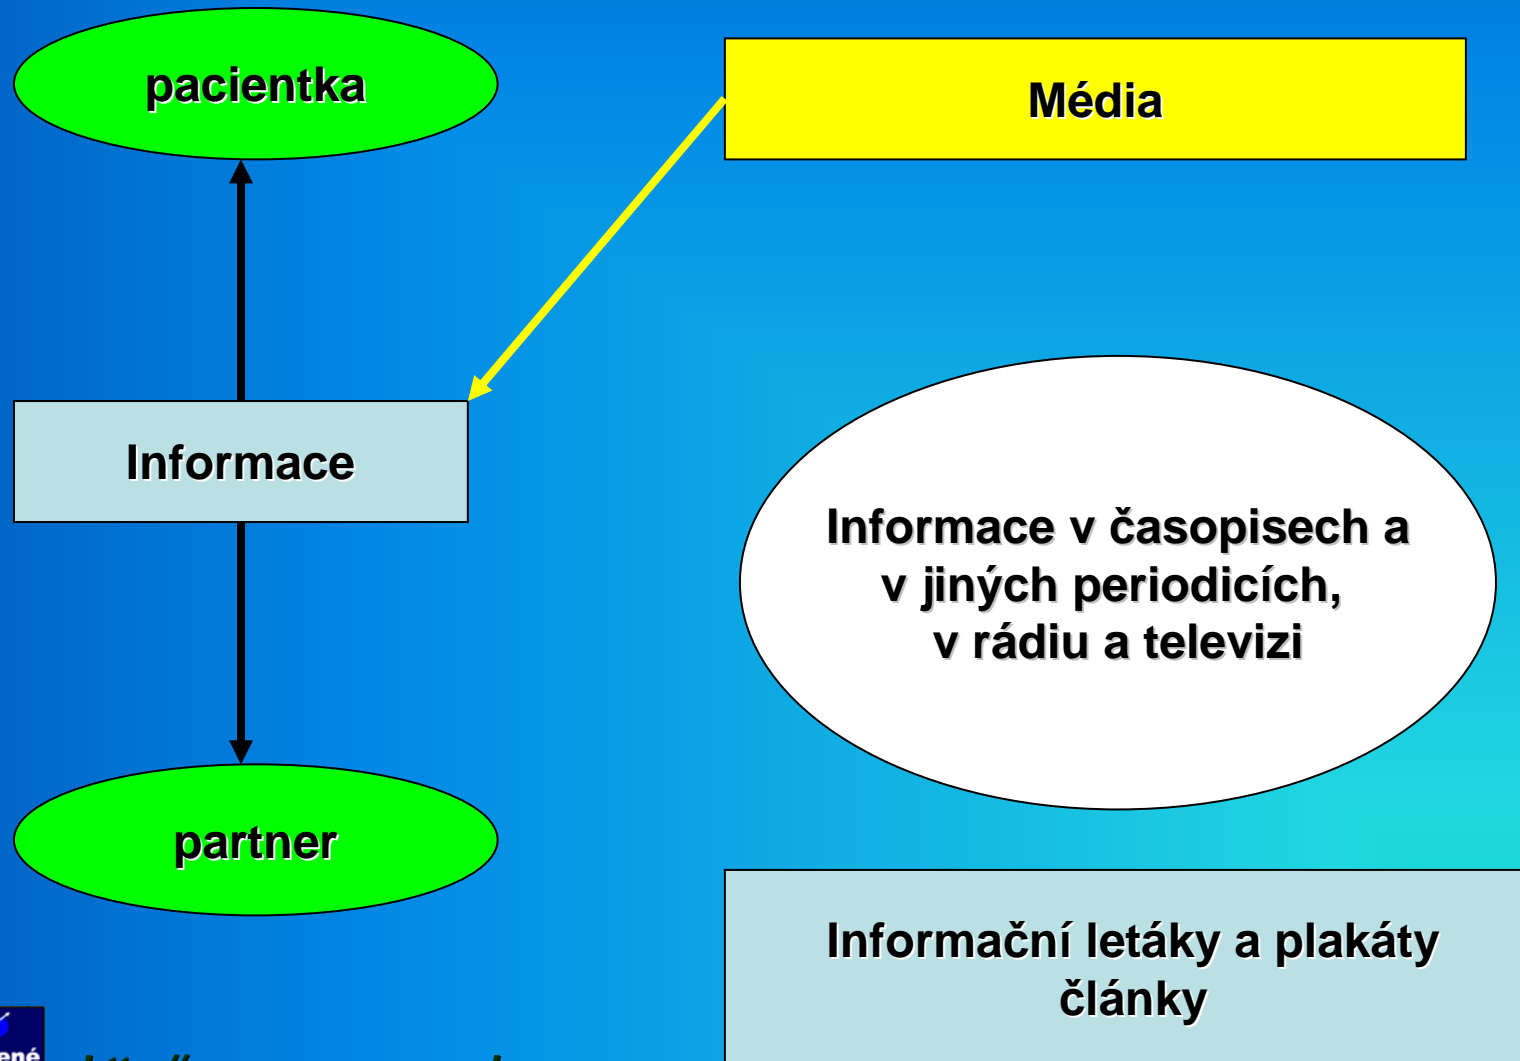 pacientka
Média
Informace
Informace v časopisech a
v jiných periodicích,
v rádiu a televizi
partner
Informační letáky a plakáty
články